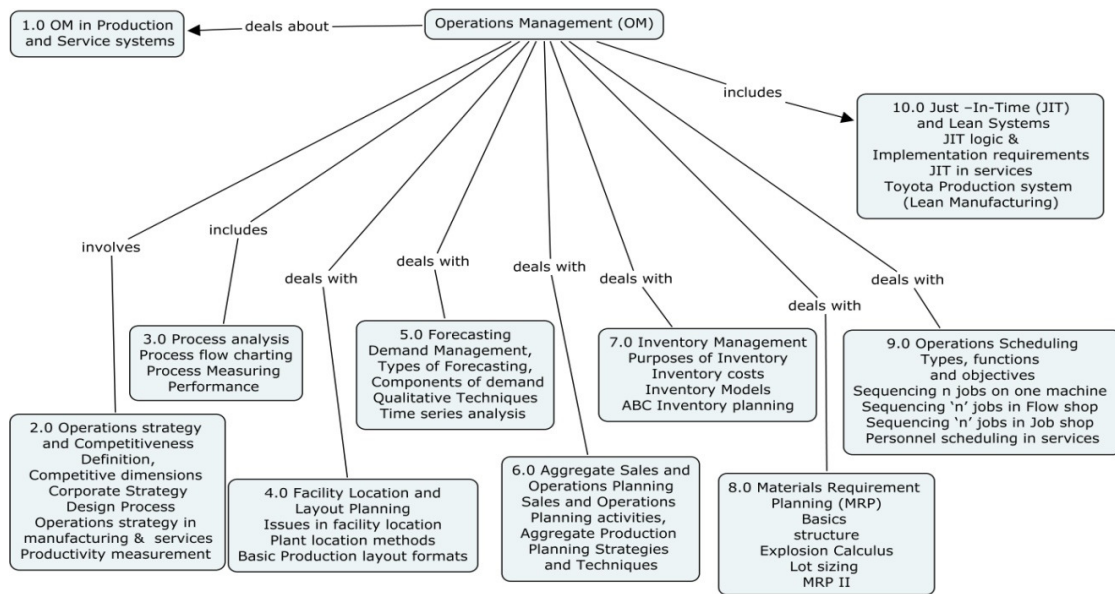 Operations Management (OM)
deals about
1.0 OM in Production
and Service systems
involves
2.0 Operations strategy
and Competitiveness
Definition,
Competitive dimensions
Corporate Strategy
Design Process
Operations strategy in
manufacturing & services
Productivity measurement
includes
3.0 Process analysis
Process flow charting
Process Measuring
Performance
deals with
4.0 Facility Location and
Layout Planning
Issues in facility location
Plant location methods
Basic Production layout formats
deals with
5.0 Forecasting
Demand Management,
Types of Forecasting,
Components of demand
Qualitative Techniques
Time series analysis
deals with
6.0 Aggregate Sales and
Operations Planning
Sales and Operations
Planning activities,
Aggregate Production
Planning Strategies
and Techniques
deals with
7.0 Inventory Management
Purposes of Inventory
Inventory costs
Inventory Models
ABC Inventory planning
deals with
8.0 Materials Requirement
Planning (MRP)
Basics
structure
Explosion Calculus
Lot sizing
MRP II
deals with
9.0 Operations Scheduling
Types, functions
and objectives
Sequencing n jobs on one machine
Sequencing ‘n’ jobs in Flow shop
Sequencing ‘n’ jobs in Job shop
Personnel scheduling in services
includes
10.0 Just –In-Time (JIT)
and Lean Systems
JIT logic &
Implementation requirements
JIT in services
Toyota Production system
(Lean Manufacturing)